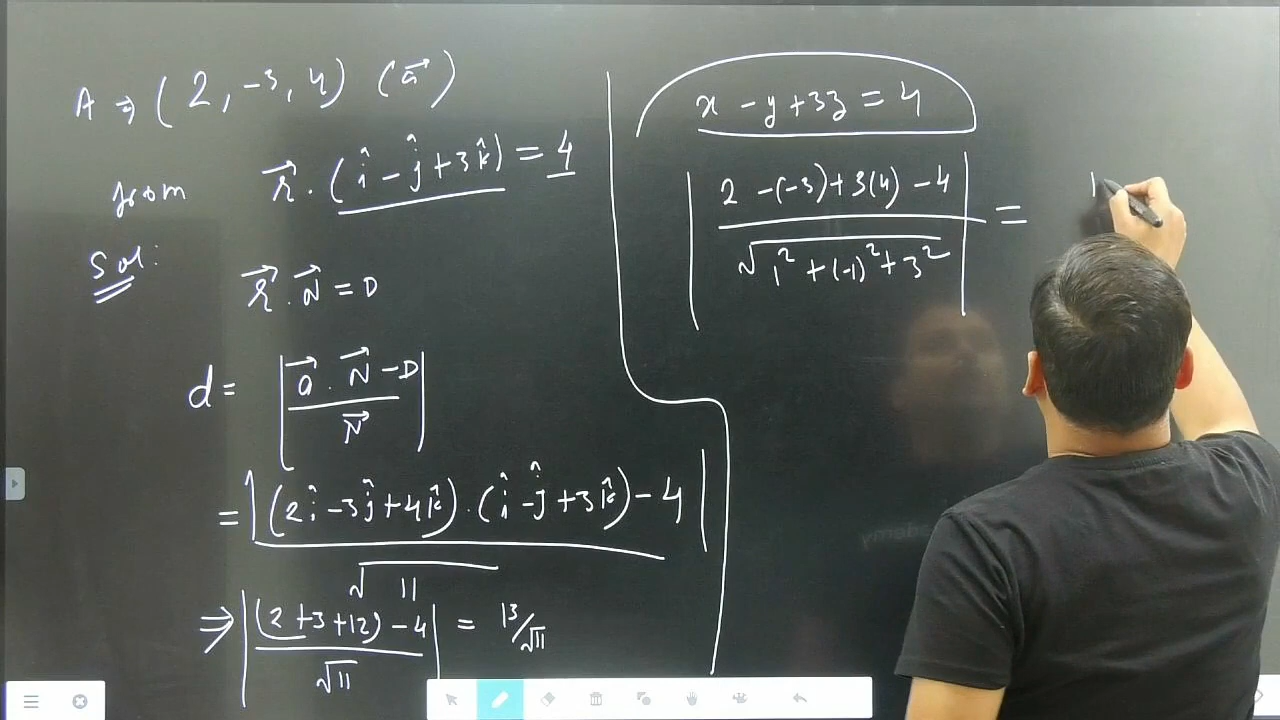 A ⇒ (2, -3, 4) (a⃗)
from r⃗ . (î - ĵ + 3k̂) = 4
Sol:
r⃗ . N⃗ = D
d = | (a⃗ . N⃗ - D) / N⃗ |
= | ((2î - 3ĵ + 4k̂) . (î - ĵ + 3k̂) - 4) / √11 |
⇒ | ((2 + 3 + 12) - 4) / √11 | = 13/√11
x - y + 3z = 4
| (2 - (-3) + 3(4) - 4) / √(1² + (-1)² + 3²) | = 1